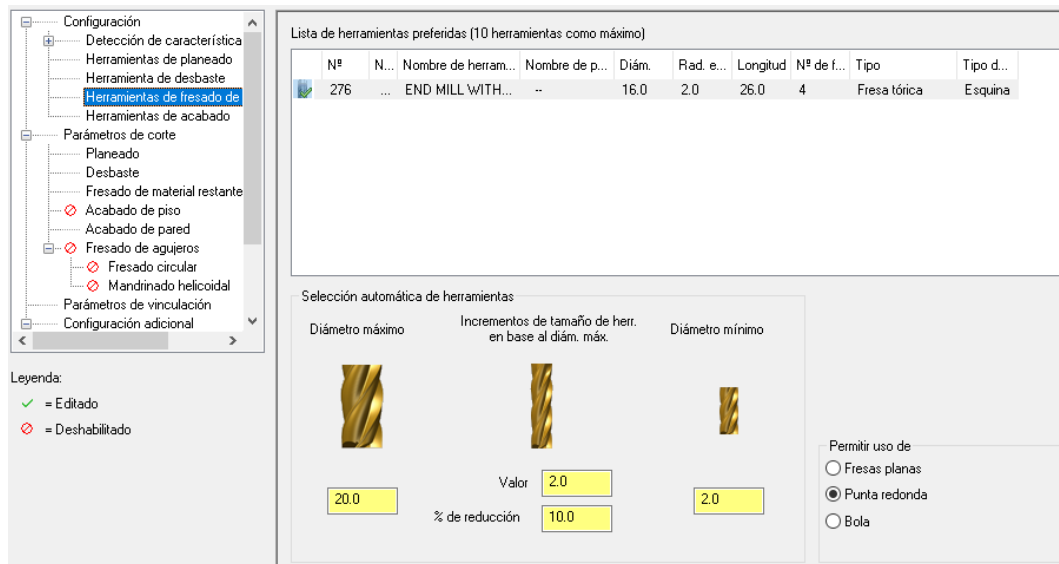 Configuración
Detección de característica
Herramientas de planeado
Herramienta de desbaste
Herramientas de fresado de
Herramientas de acabado
Parámetros de corte
Planeado
Desbaste
Fresado de material restante
Acabado de piso
Acabado de pared
Fresado de agujeros
Fresado circular
Mandrinado helicoidal
Parámetros de vinculación
Configuración adicional
Leyenda:
= Editado
= Deshabilitado
Lista de herramientas preferidas (10 herramientas como máximo)
Nº N... Nombre de herram... Nombre de p... Diám. Rad. e... Longitud Nº de f... Tipo Tipo d...
276 ... END MILL WITH... -- 16.0 2.0 26.0 4 Fresa tórica Esquina
Selección automática de herramientas
Diámetro máximo
Incrementos de tamaño de herr.
en base al diám. máx.
Diámetro mínimo
20.0
Valor 2.0
% de reducción 10.0
2.0
Permitir uso de
Fresas planas
Punta redonda
Bola